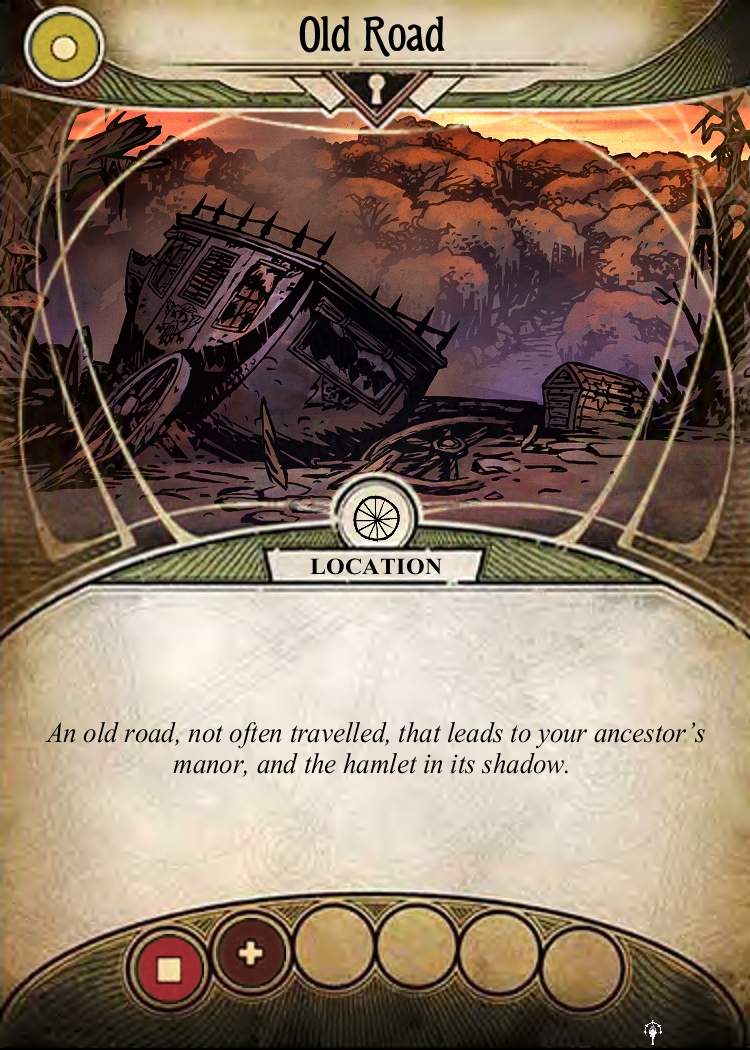 Old Road
LOCATION
An old road, not often travelled, that leads to your ancestor’s
manor, and the hamlet in its shadow.